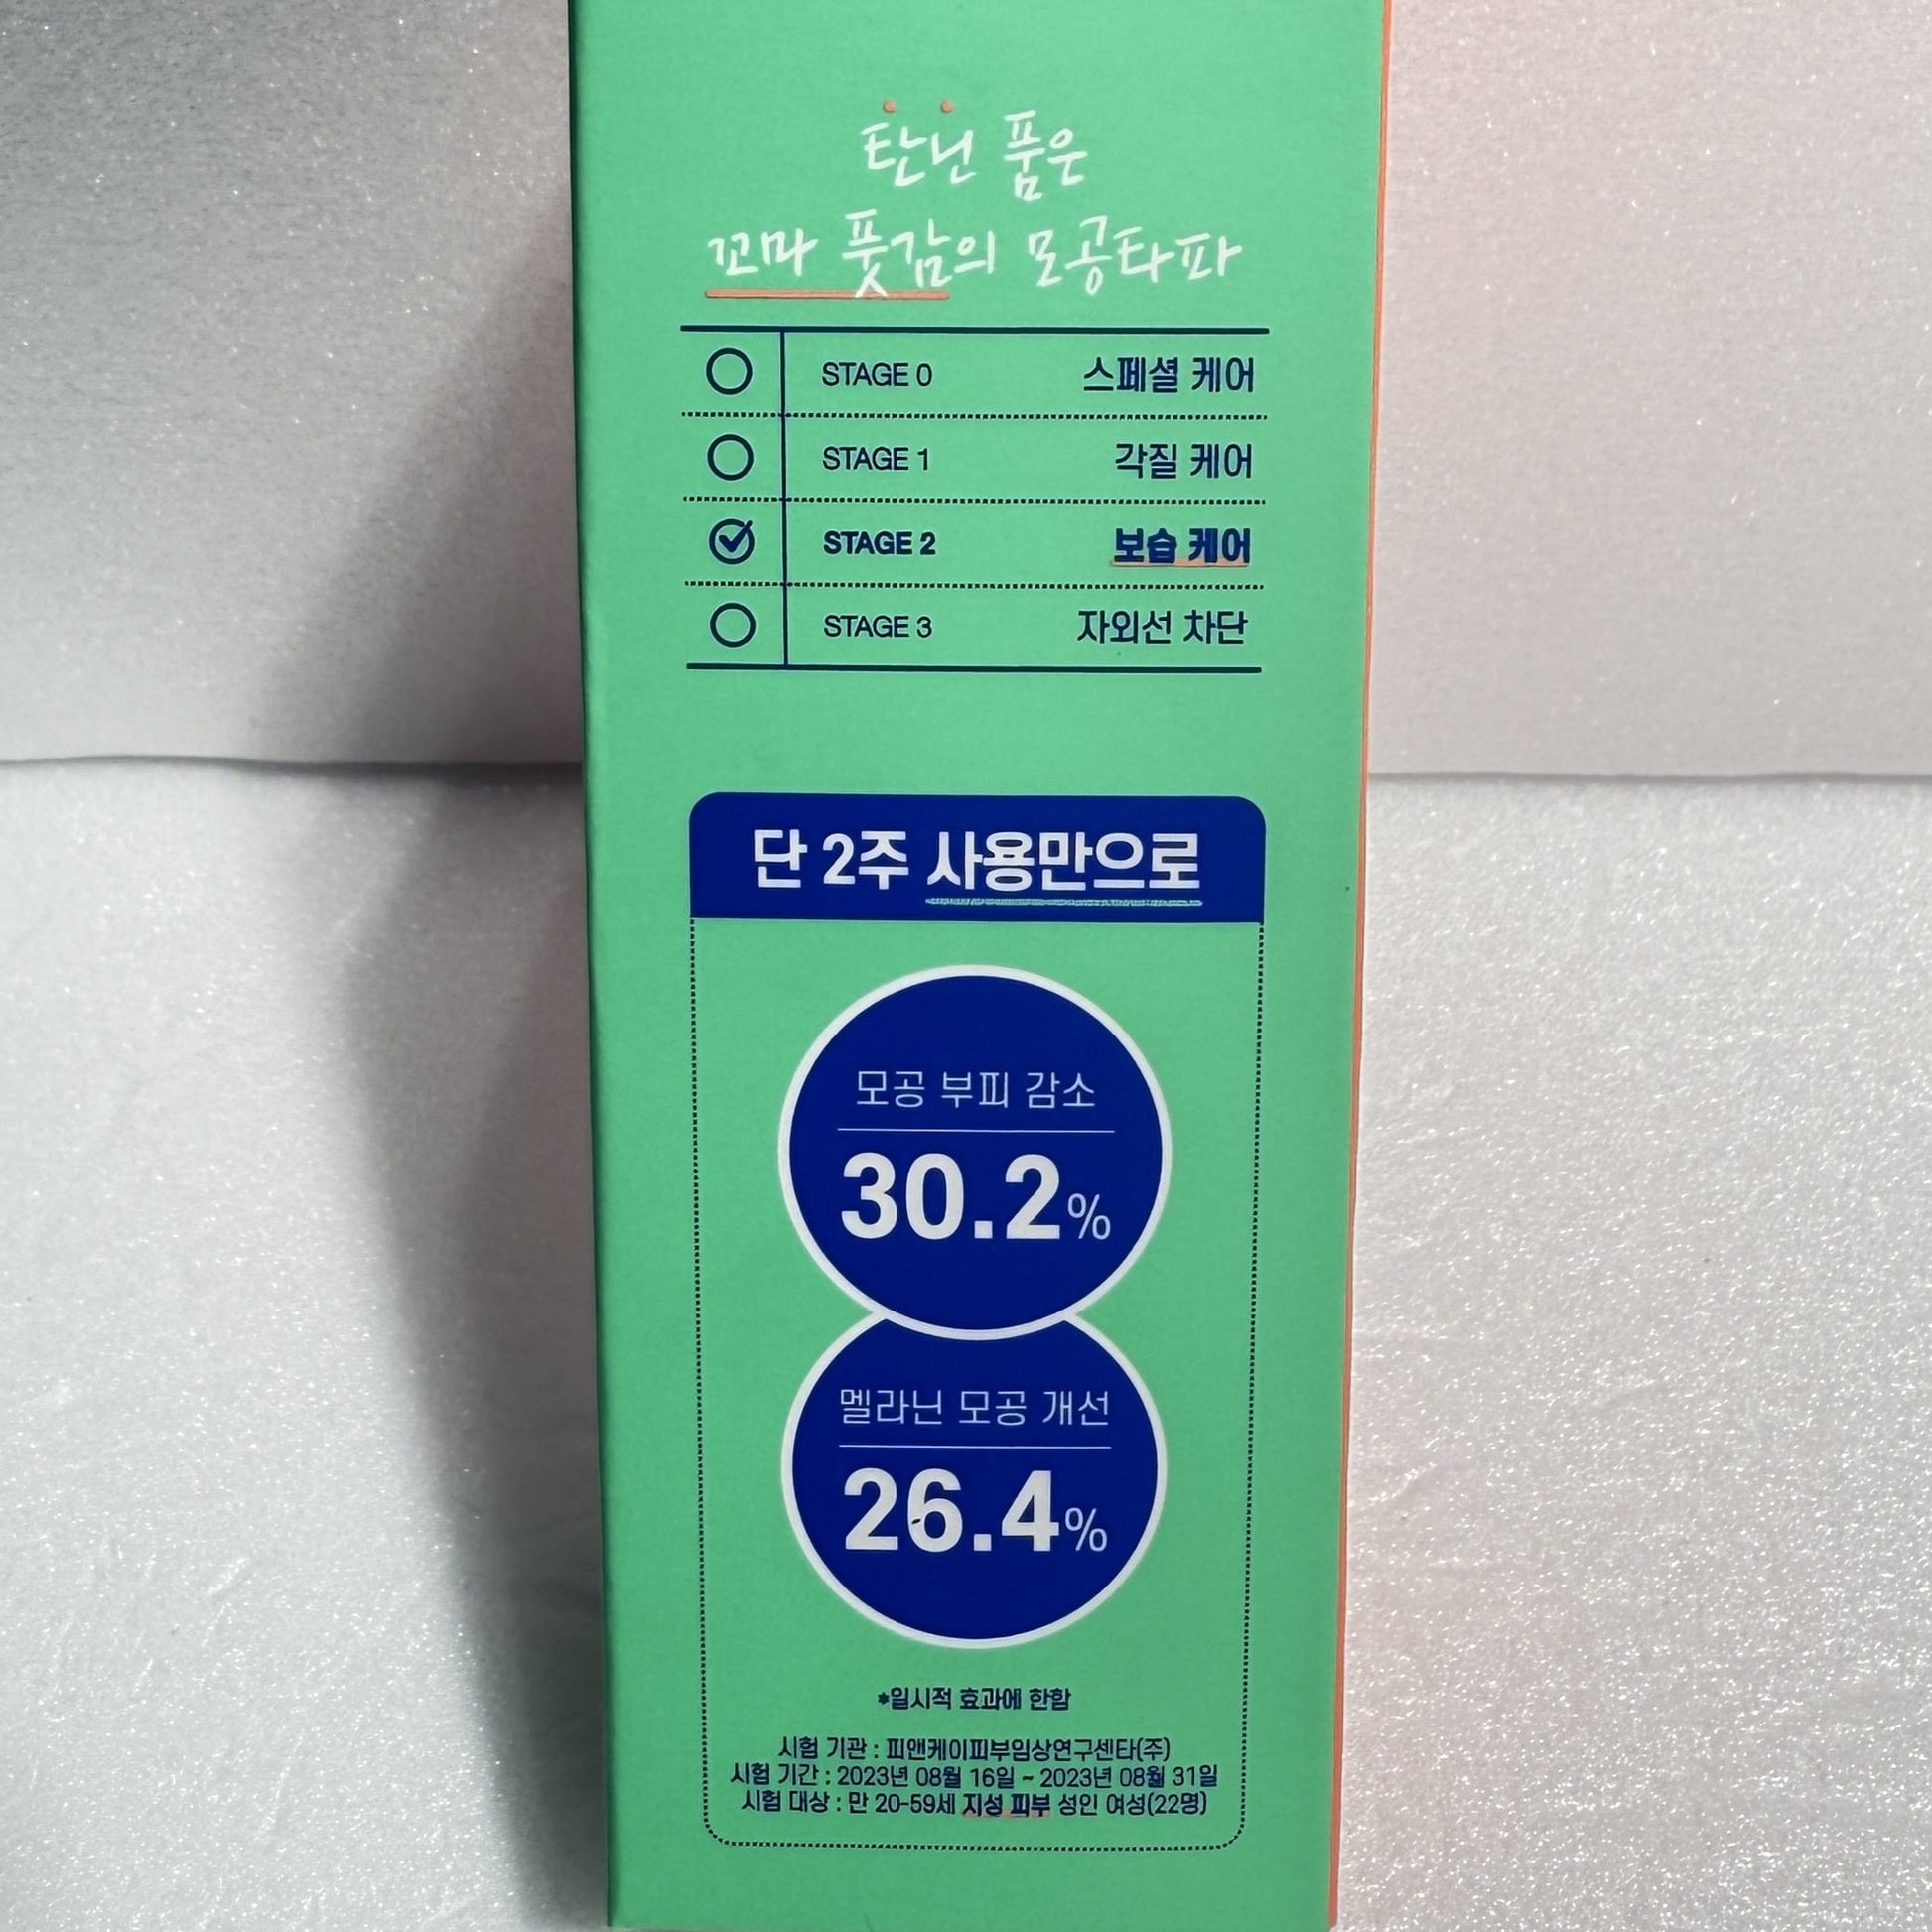 탄닌 품은
꼬마 풋감의 모공타파
STAGE 0 스페셜 케어
STAGE 1 각질 케어
STAGE 2 보습 케어
STAGE 3 자외선 차단
단 2주 사용만으로
모공 부피 감소
30.2%
멜라닌 모공 개선
26.4%
*일시적 효과에 한함
시험 기관 : 피앤케이피부임상연구센타(주)
시험 기간 : 2023년 08월 16일 ~ 2023년 08월 31일
시험 대상 : 만 20-59세 지성 피부 성인 여성(22명)